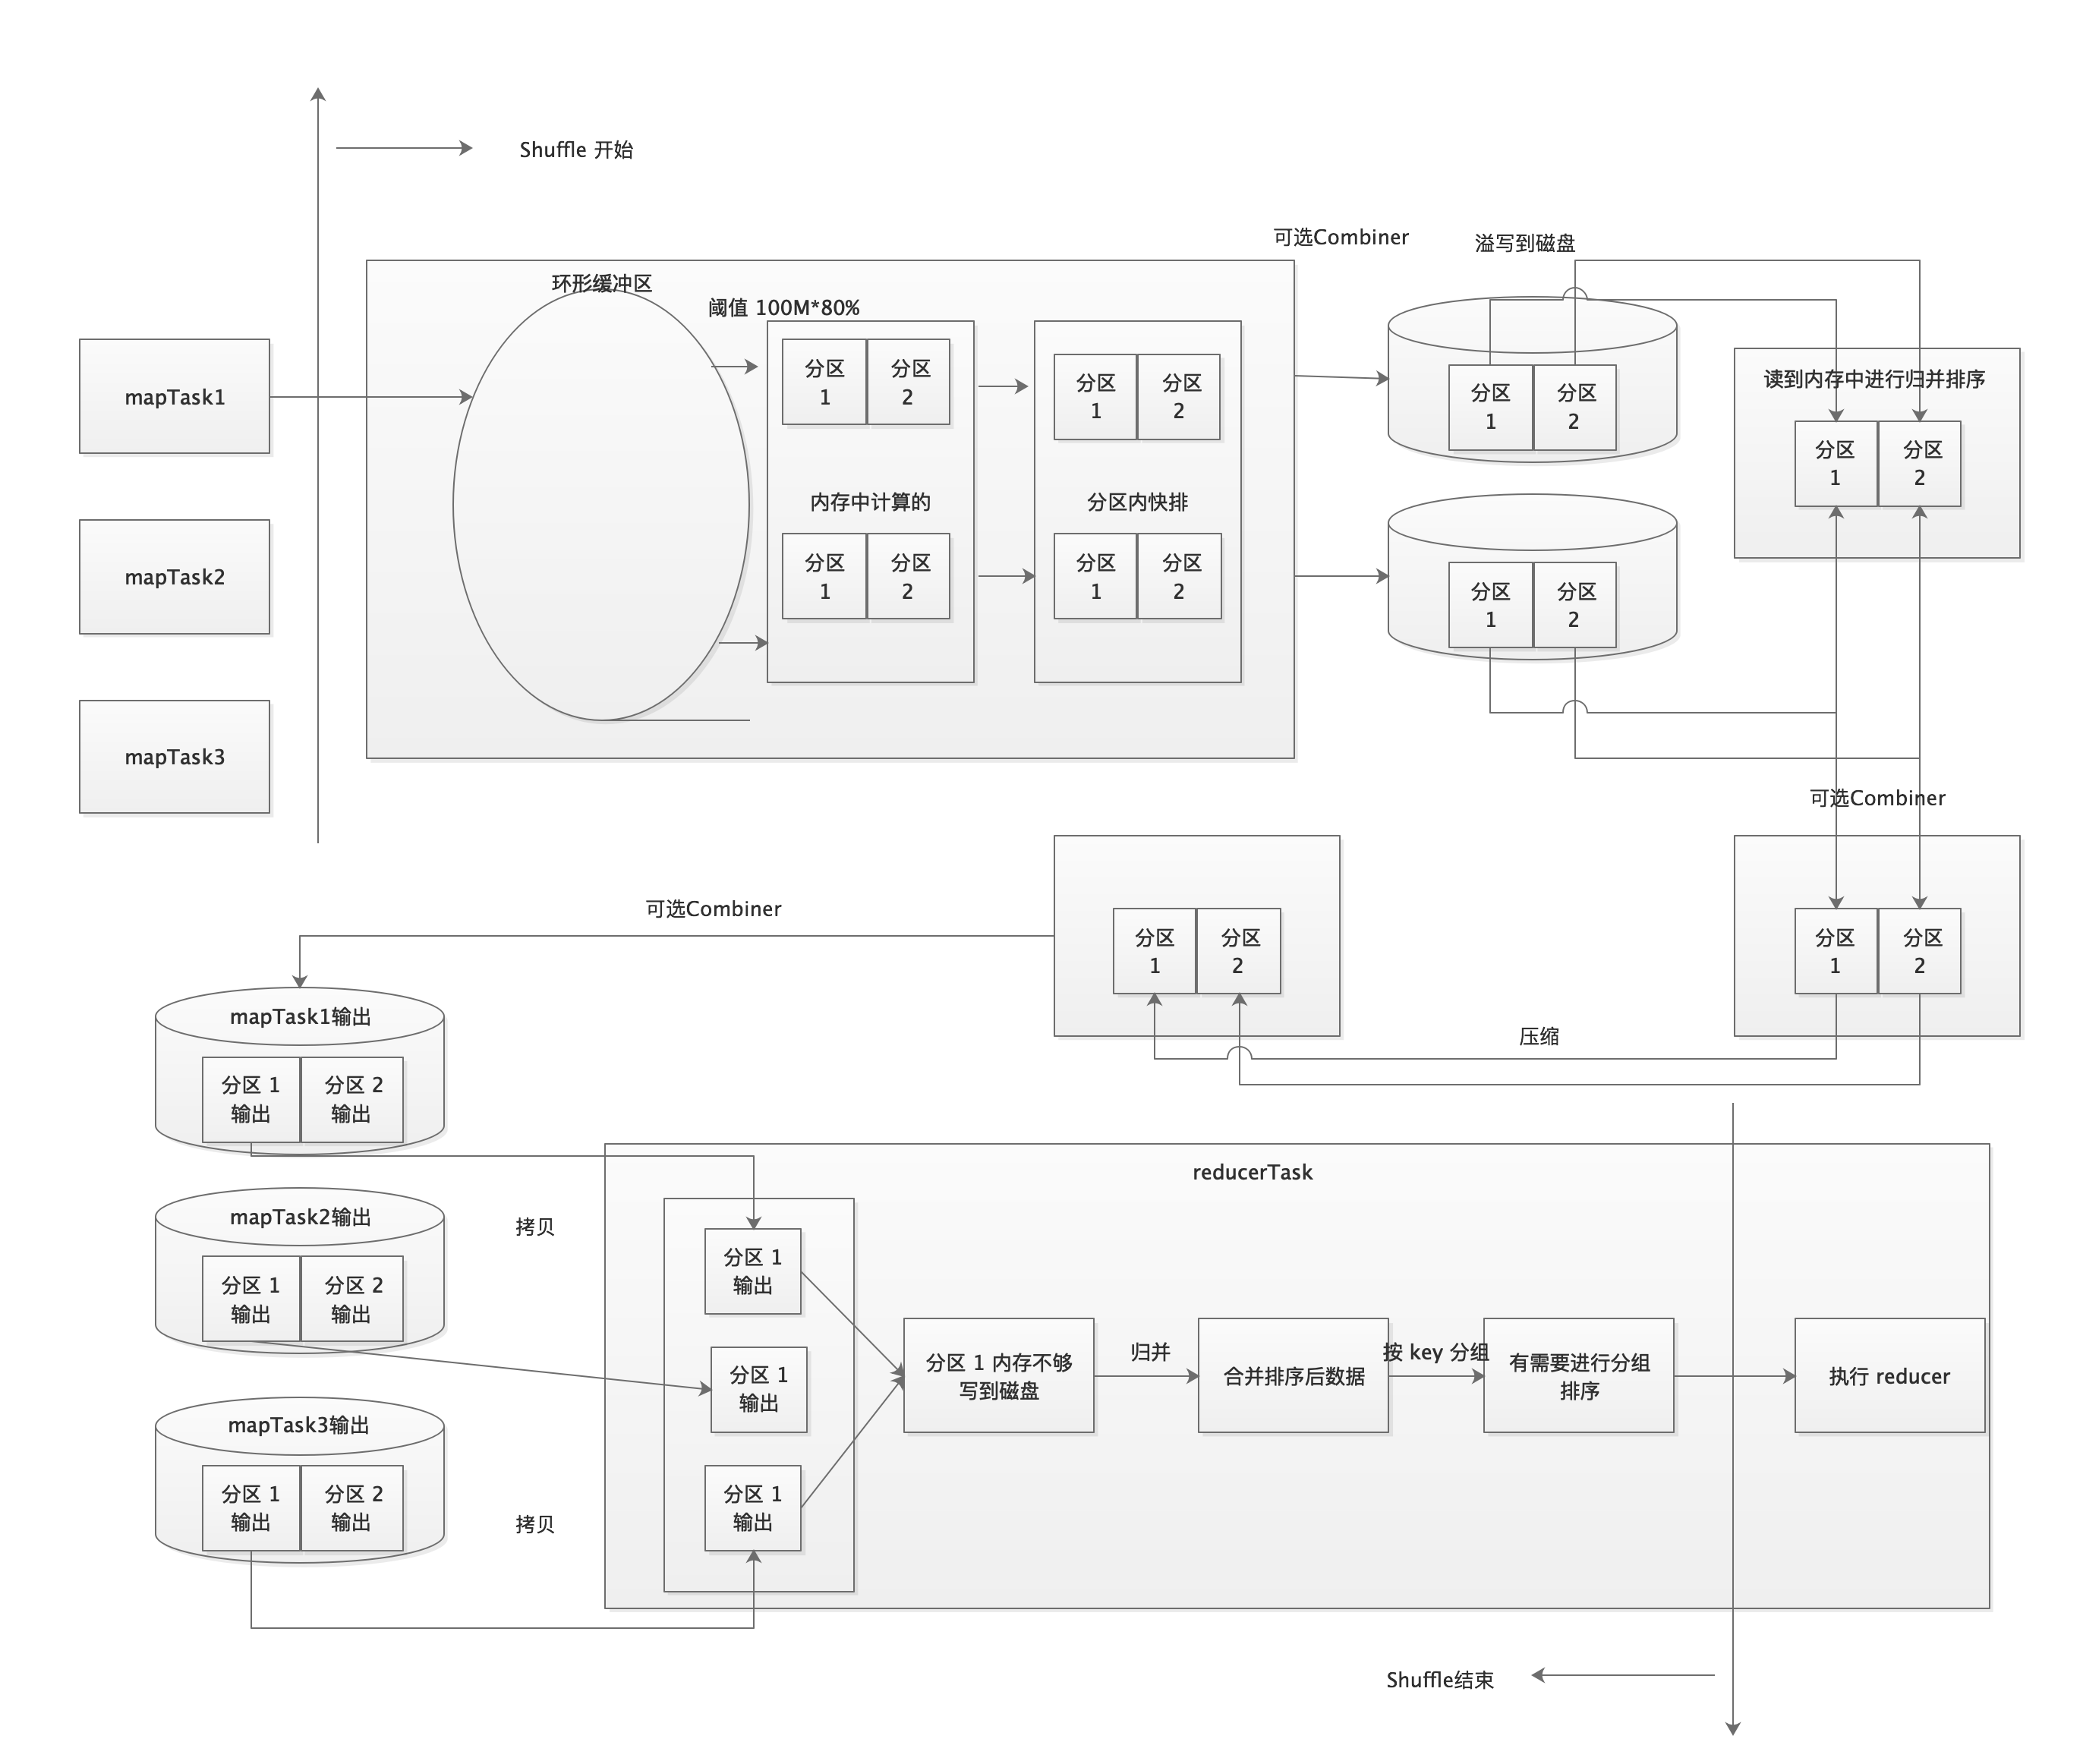 Shuffle 开始
可选Combiner
溢写到磁盘
环形缓冲区
阈值 100M*80%
mapTask1
mapTask2
mapTask3
分区
1
分区
2
内存中计算的
分区
1
分区
2
分区
1
分区
2
分区内快排
分区
1
分区
2
分区
1
分区
2
分区
1
分区
2
读到内存中进行归并排序
分区
1
分区
2
可选Combiner
分区
1
分区
2
压缩
分区
1
分区
2
可选Combiner
mapTask1输出
分区 1
输出
分区 2
输出
mapTask2输出
分区 1
输出
分区 2
输出
mapTask3输出
分区 1
输出
分区 2
输出
拷贝
拷贝
reducerTask
分区 1
输出
分区 1
输出
分区 1
输出
分区 1 内存不够
写到磁盘
归并
合并排序后数据
按 key 分组
有需要进行分组
排序
执行 reducer
Shuffle结束